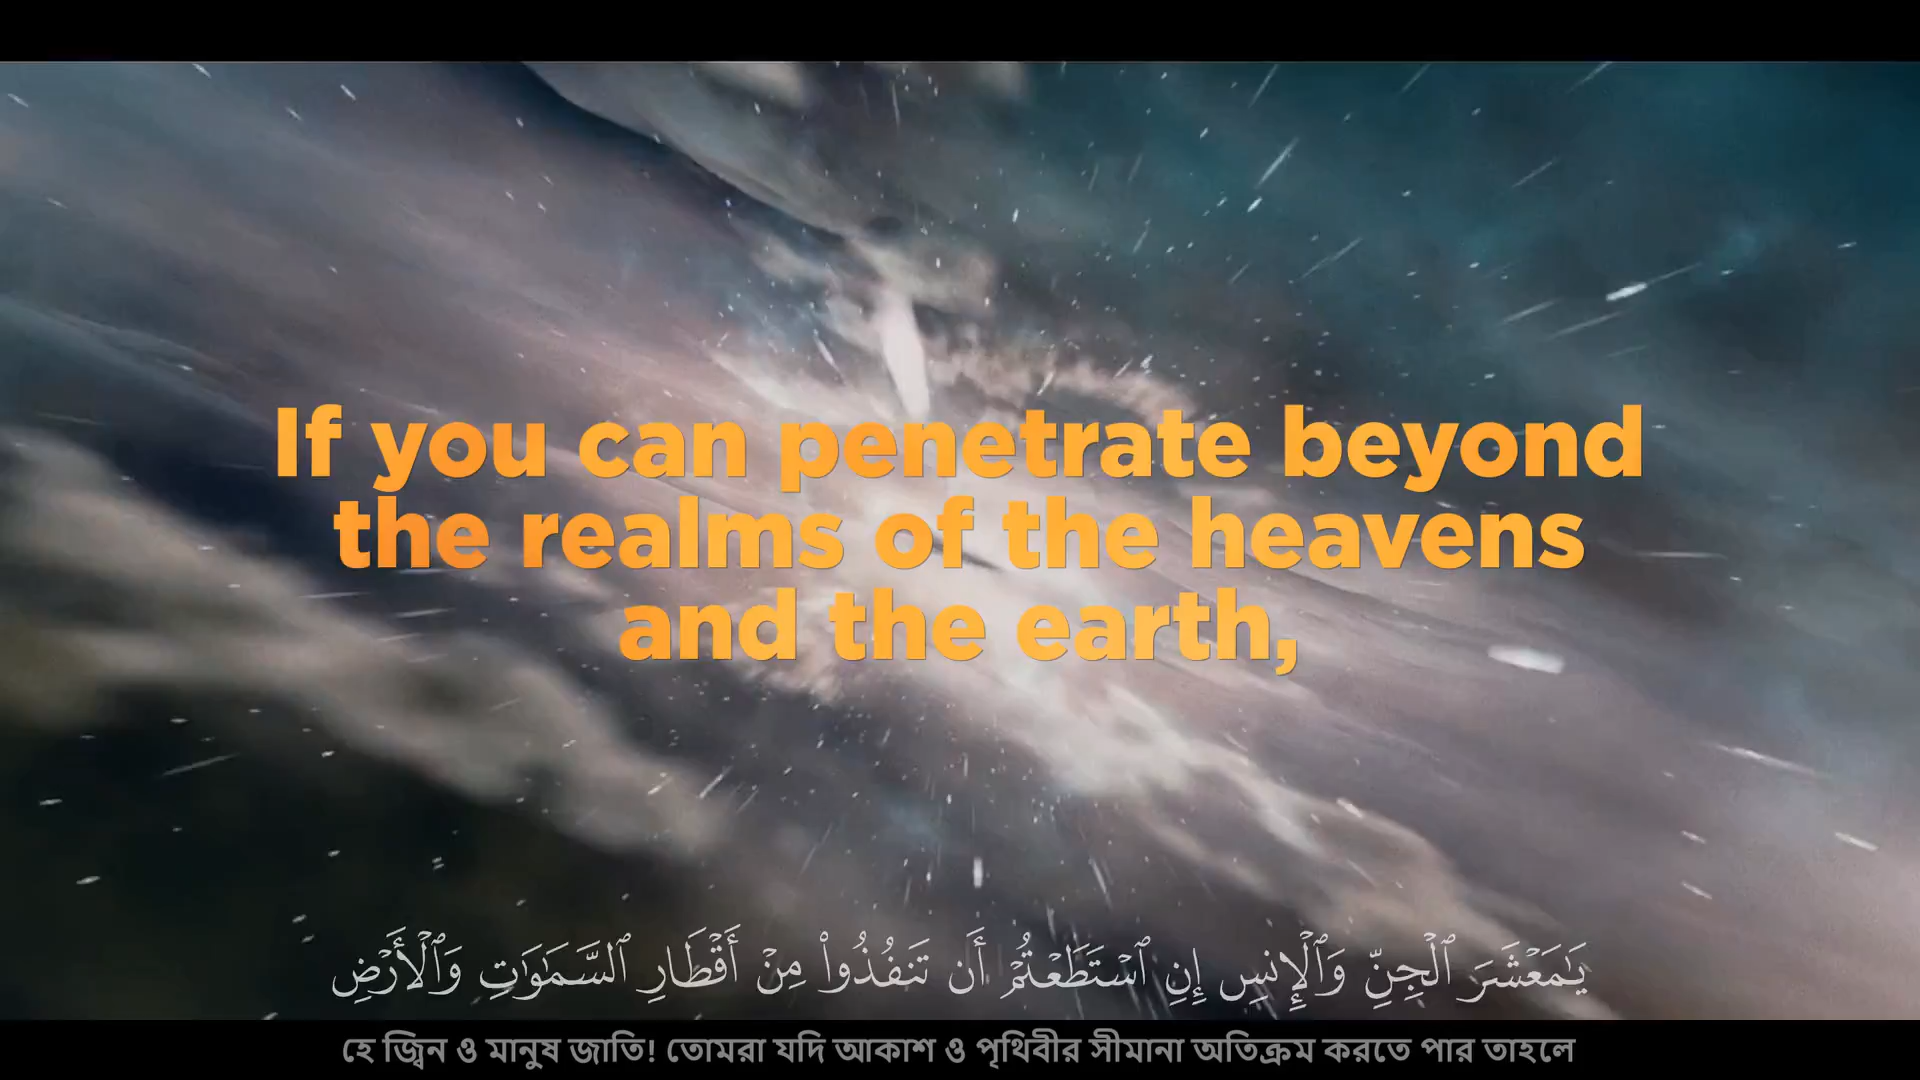 If you can penetrate beyond
the realms of the heavens
and the earth,
يَـٰمَعْشَرَ ٱلْجِنِّ وَٱلْإِنسِ إِنِ ٱسْتَطَعْتُمْ أَن تَنفُذُوا۟ مِنْ أَقْطَارِ ٱلسَّمَـٰوَٰتِ وَٱلْأَرْضِ
হে জ্বিন ও মানুষ জাতি! তোমরা যদি আকাশ ও পৃথিবীর সীমানা অতিক্রম করতে পার তাহলে